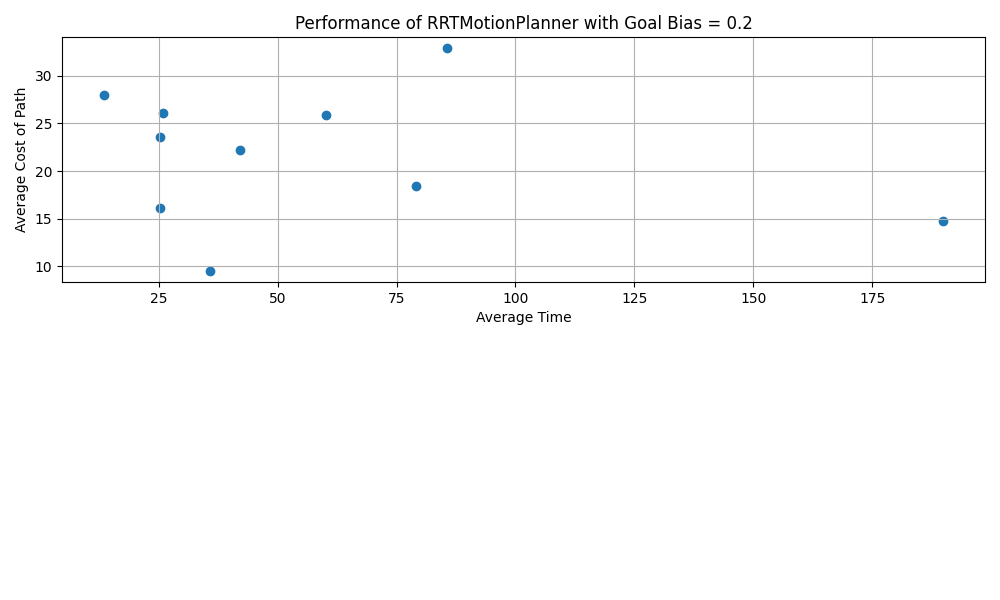 Performance of RRTMotionPlanner with Goal Bias = 0.2
Average Cost of Path
30
25
20
15
10
25 50 75 100 125 150 175
Average Time